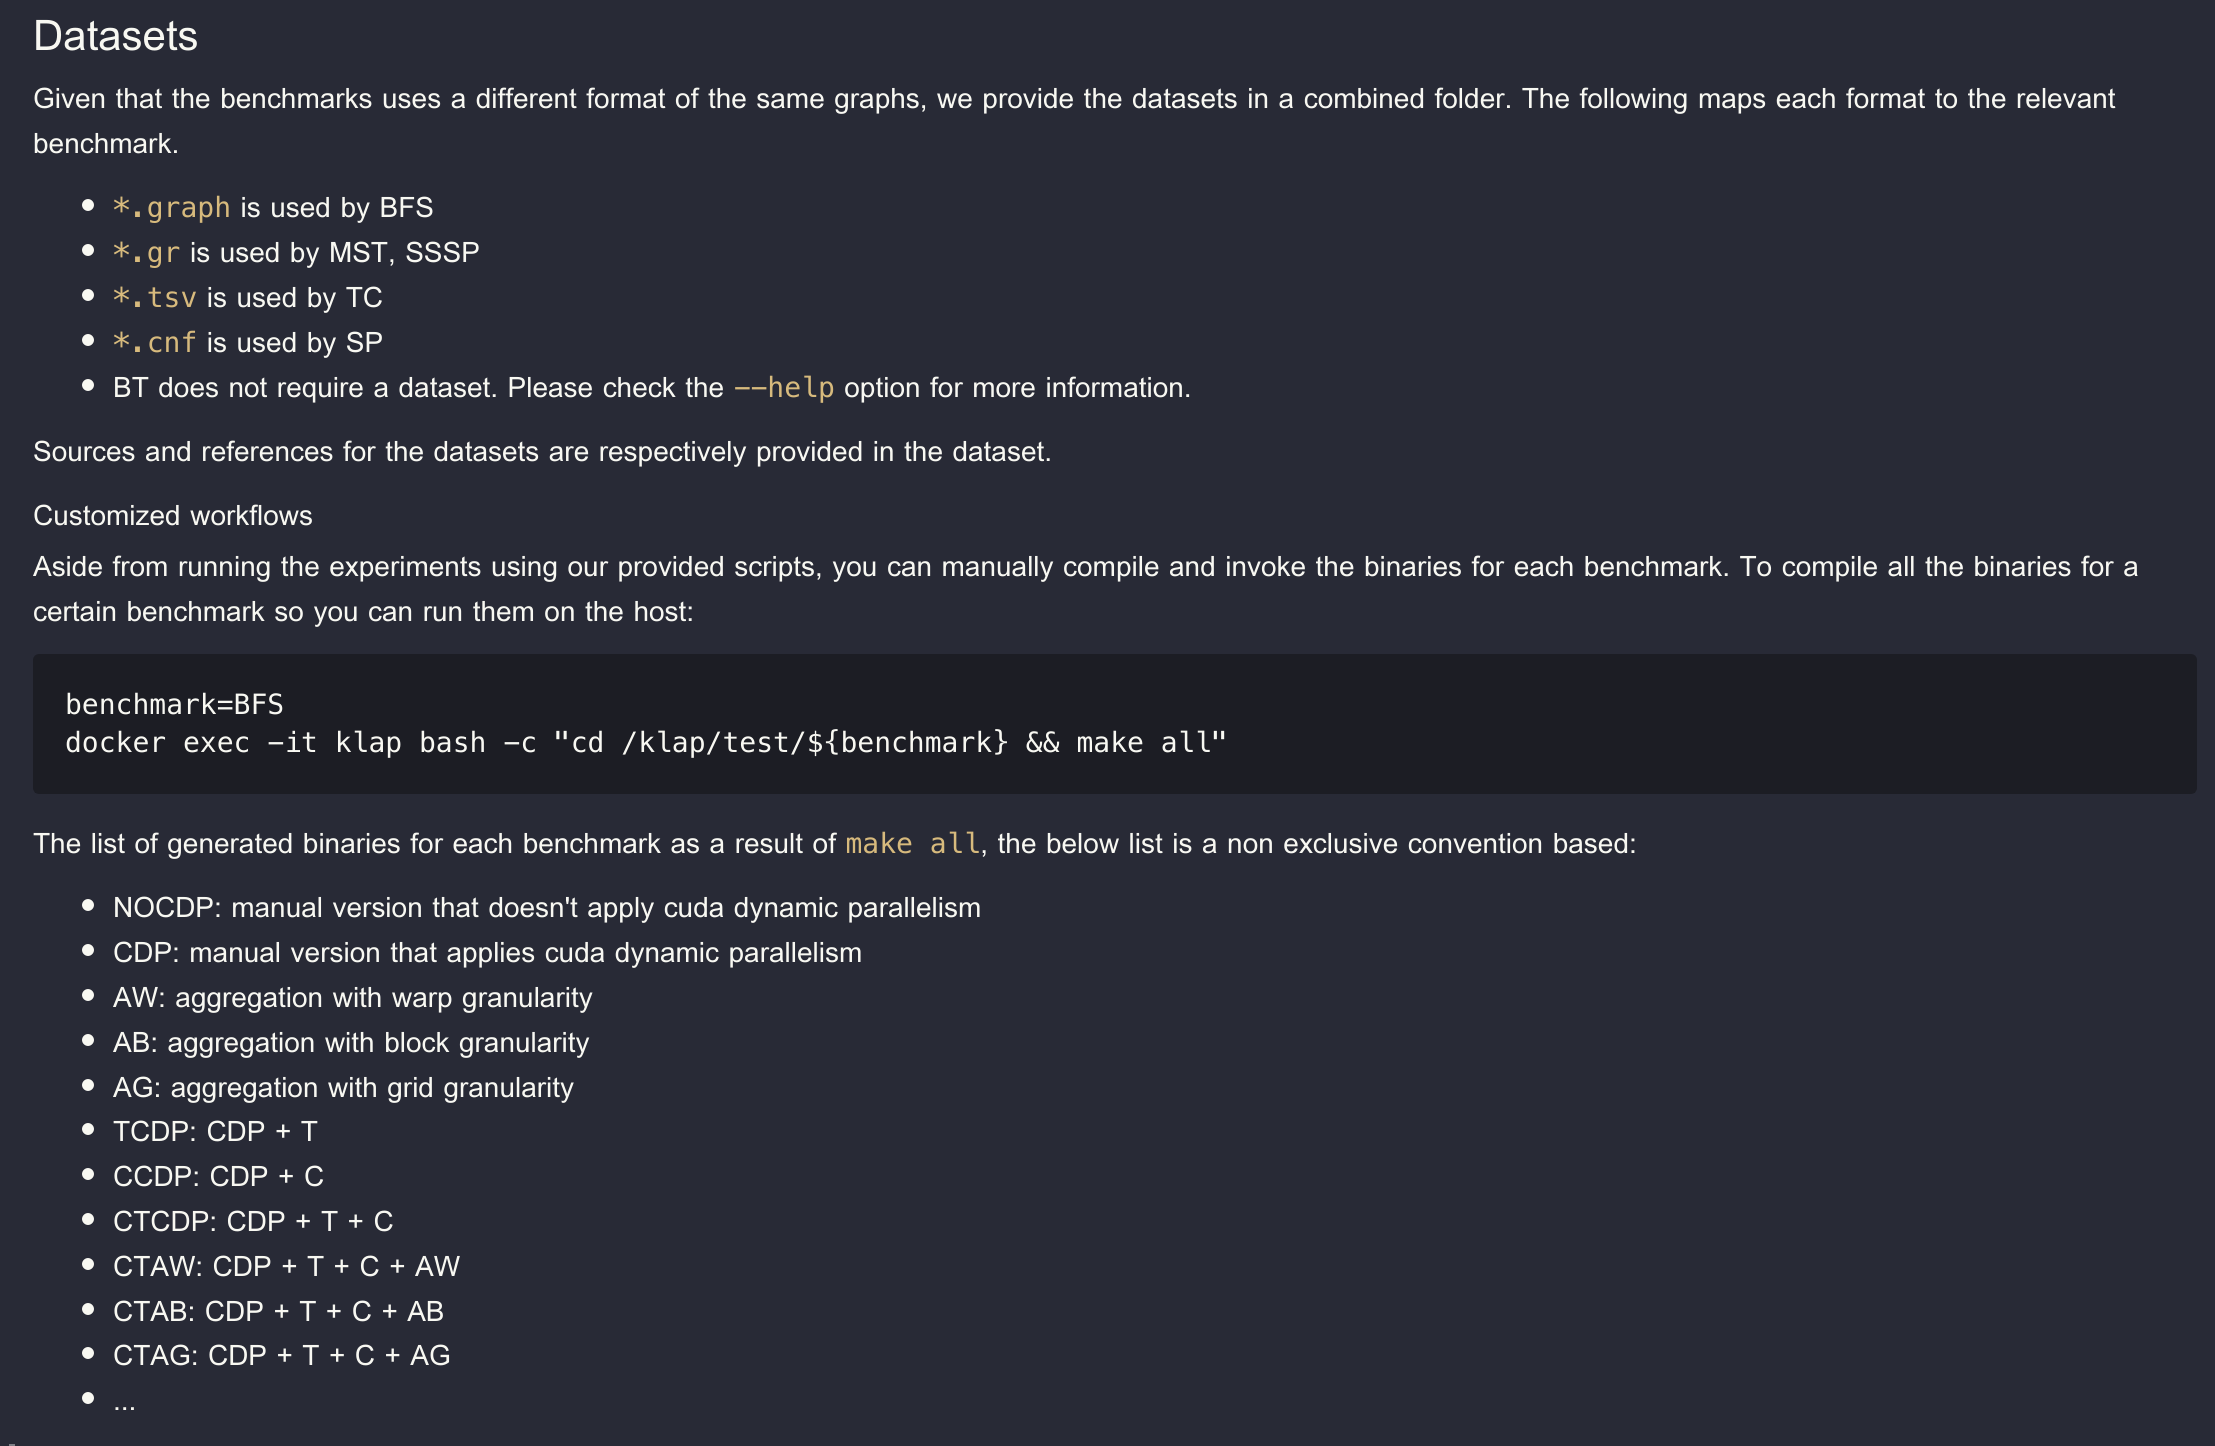 Datasets
Given that the benchmarks uses a different format of the same graphs, we provide the datasets in a combined folder. The following maps each format to the relevant
benchmark.
*.graph is used by BFS
*.gr is used by MST, SSSP
*.tsv is used by TC
*.cnf is used by SP
BT does not require a dataset. Please check the --help option for more information.
Sources and references for the datasets are respectively provided in the dataset.
Customized workflows
Aside from running the experiments using our provided scripts, you can manually compile and invoke the binaries for each benchmark. To compile all the binaries for a
certain benchmark so you can run them on the host:
benchmark=BFS
docker exec -it klap bash -c "cd /klap/test/${benchmark} && make all"
The list of generated binaries for each benchmark as a result of make all, the below list is a non exclusive convention based:
NOCDP: manual version that doesn't apply cuda dynamic parallelism
CDP: manual version that applies cuda dynamic parallelism
AW: aggregation with warp granularity
AB: aggregation with block granularity
AG: aggregation with grid granularity
TCDP: CDP + T
CCDP: CDP + C
CTCDP: CDP + T + C
CTAW: CDP + T + C + AW
CTAB: CDP + T + C + AB
CTAG: CDP + T + C + AG
...